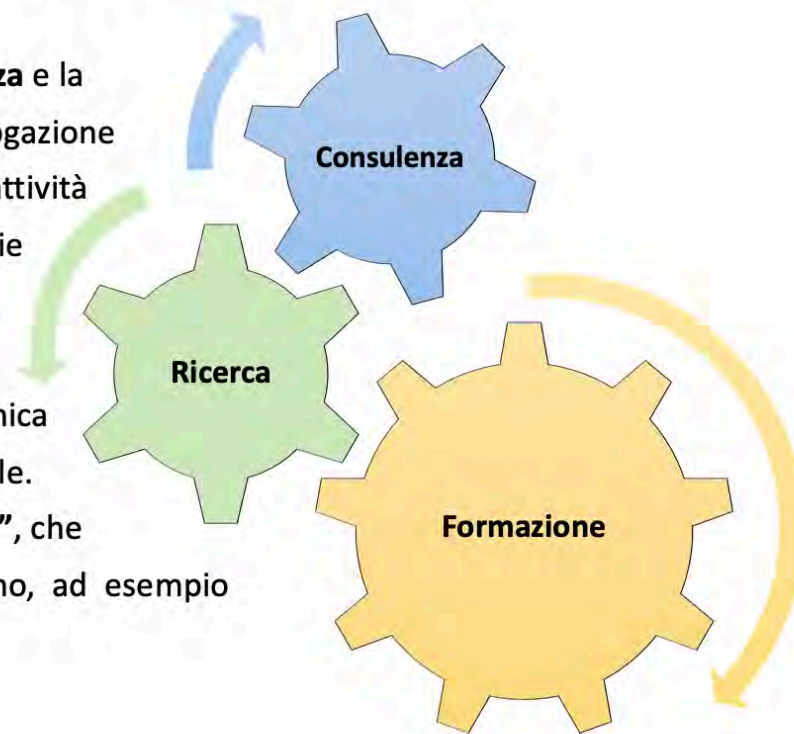 za e la
ogazione
attività
ie
nica
le.
”, che
no, ad esempio
Consulenza
Ricerca
Formazione